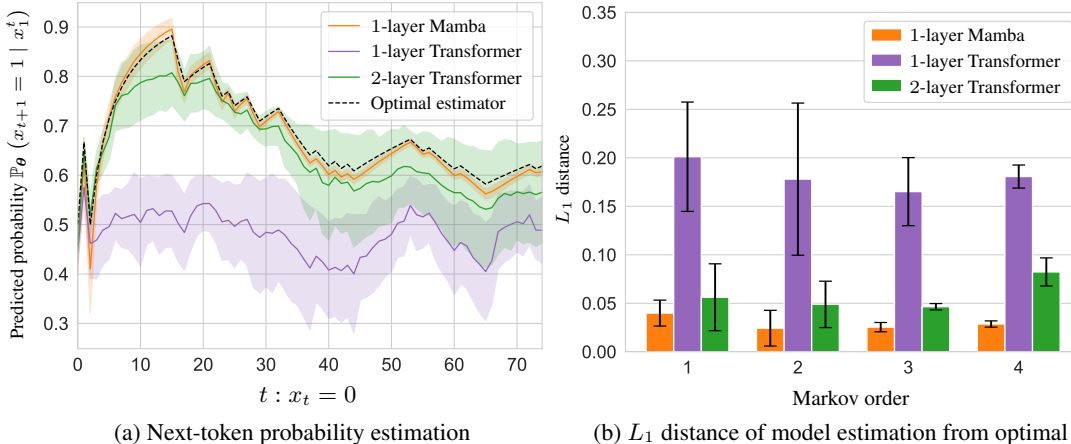 Predicted probability ℙ_θ (x_{t+1} = 1 | x_1^t)
0.9
0.8
0.7
0.6
0.5
0.4
0.3
1-layer Mamba
1-layer Transformer
2-layer Transformer
Optimal estimator
0 10 20 30 40 50 60 70
t : x_t = 0
(a) Next-token probability estimation
L_1 distance
0.35
0.30
0.25
0.20
0.15
0.10
0.05
0.00
1-layer Mamba
1-layer Transformer
2-layer Transformer
1 2 3 4
Markov order
(b) L_1 distance of model estimation from optimal